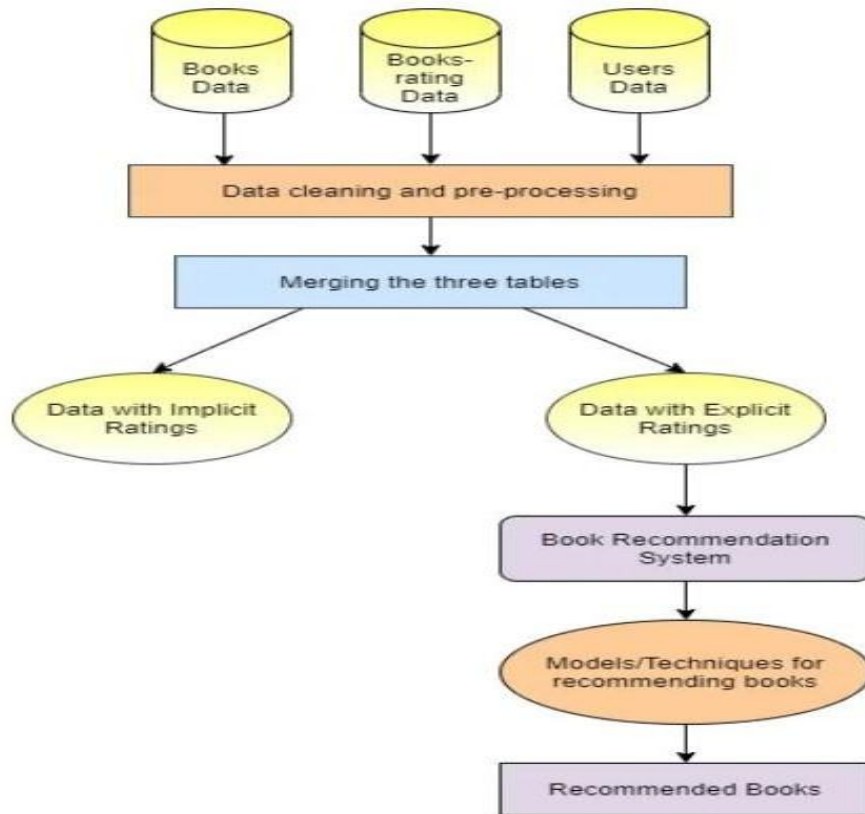 Books
Data
Books-
rating
Data
Users
Data
Data cleaning and pre-processing
Merging the three tables
Data with Implicit
Ratings
Data with Explicit
Ratings
Book Recommendation
System
Models/Techniques for
recommending books
Recommended Books